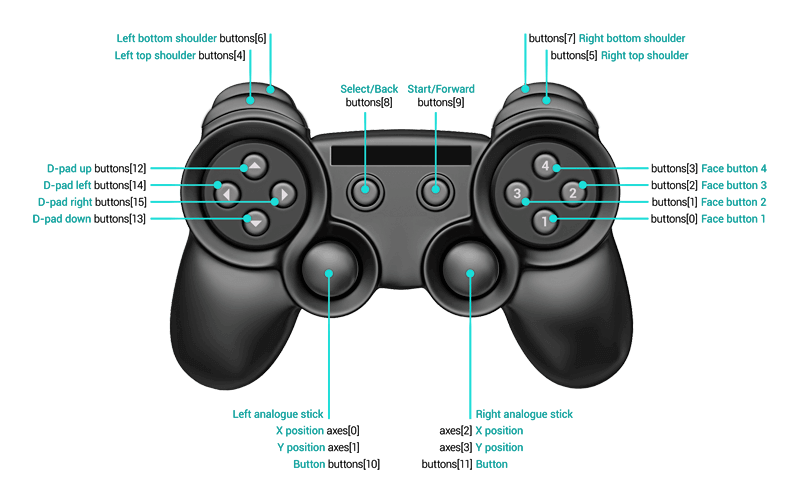 Left bottom shoulder buttons[6]
Left top shoulder buttons[4]
buttons[7] Right bottom shoulder
buttons[5] Right top shoulder
Select/Back
buttons[8]
Start/Forward
buttons[9]
D-pad up buttons[12]
D-pad left buttons[14]
D-pad right buttons[15]
D-pad down buttons[13]
4
3
2
1
buttons[3] Face button 4
buttons[2] Face button 3
buttons[1] Face button 2
buttons[0] Face button 1
Left analogue stick
X position axes[0]
Y position axes[1]
Button buttons[10]
Right analogue stick
axes[2] X position
axes[3] Y position
buttons[11] Button